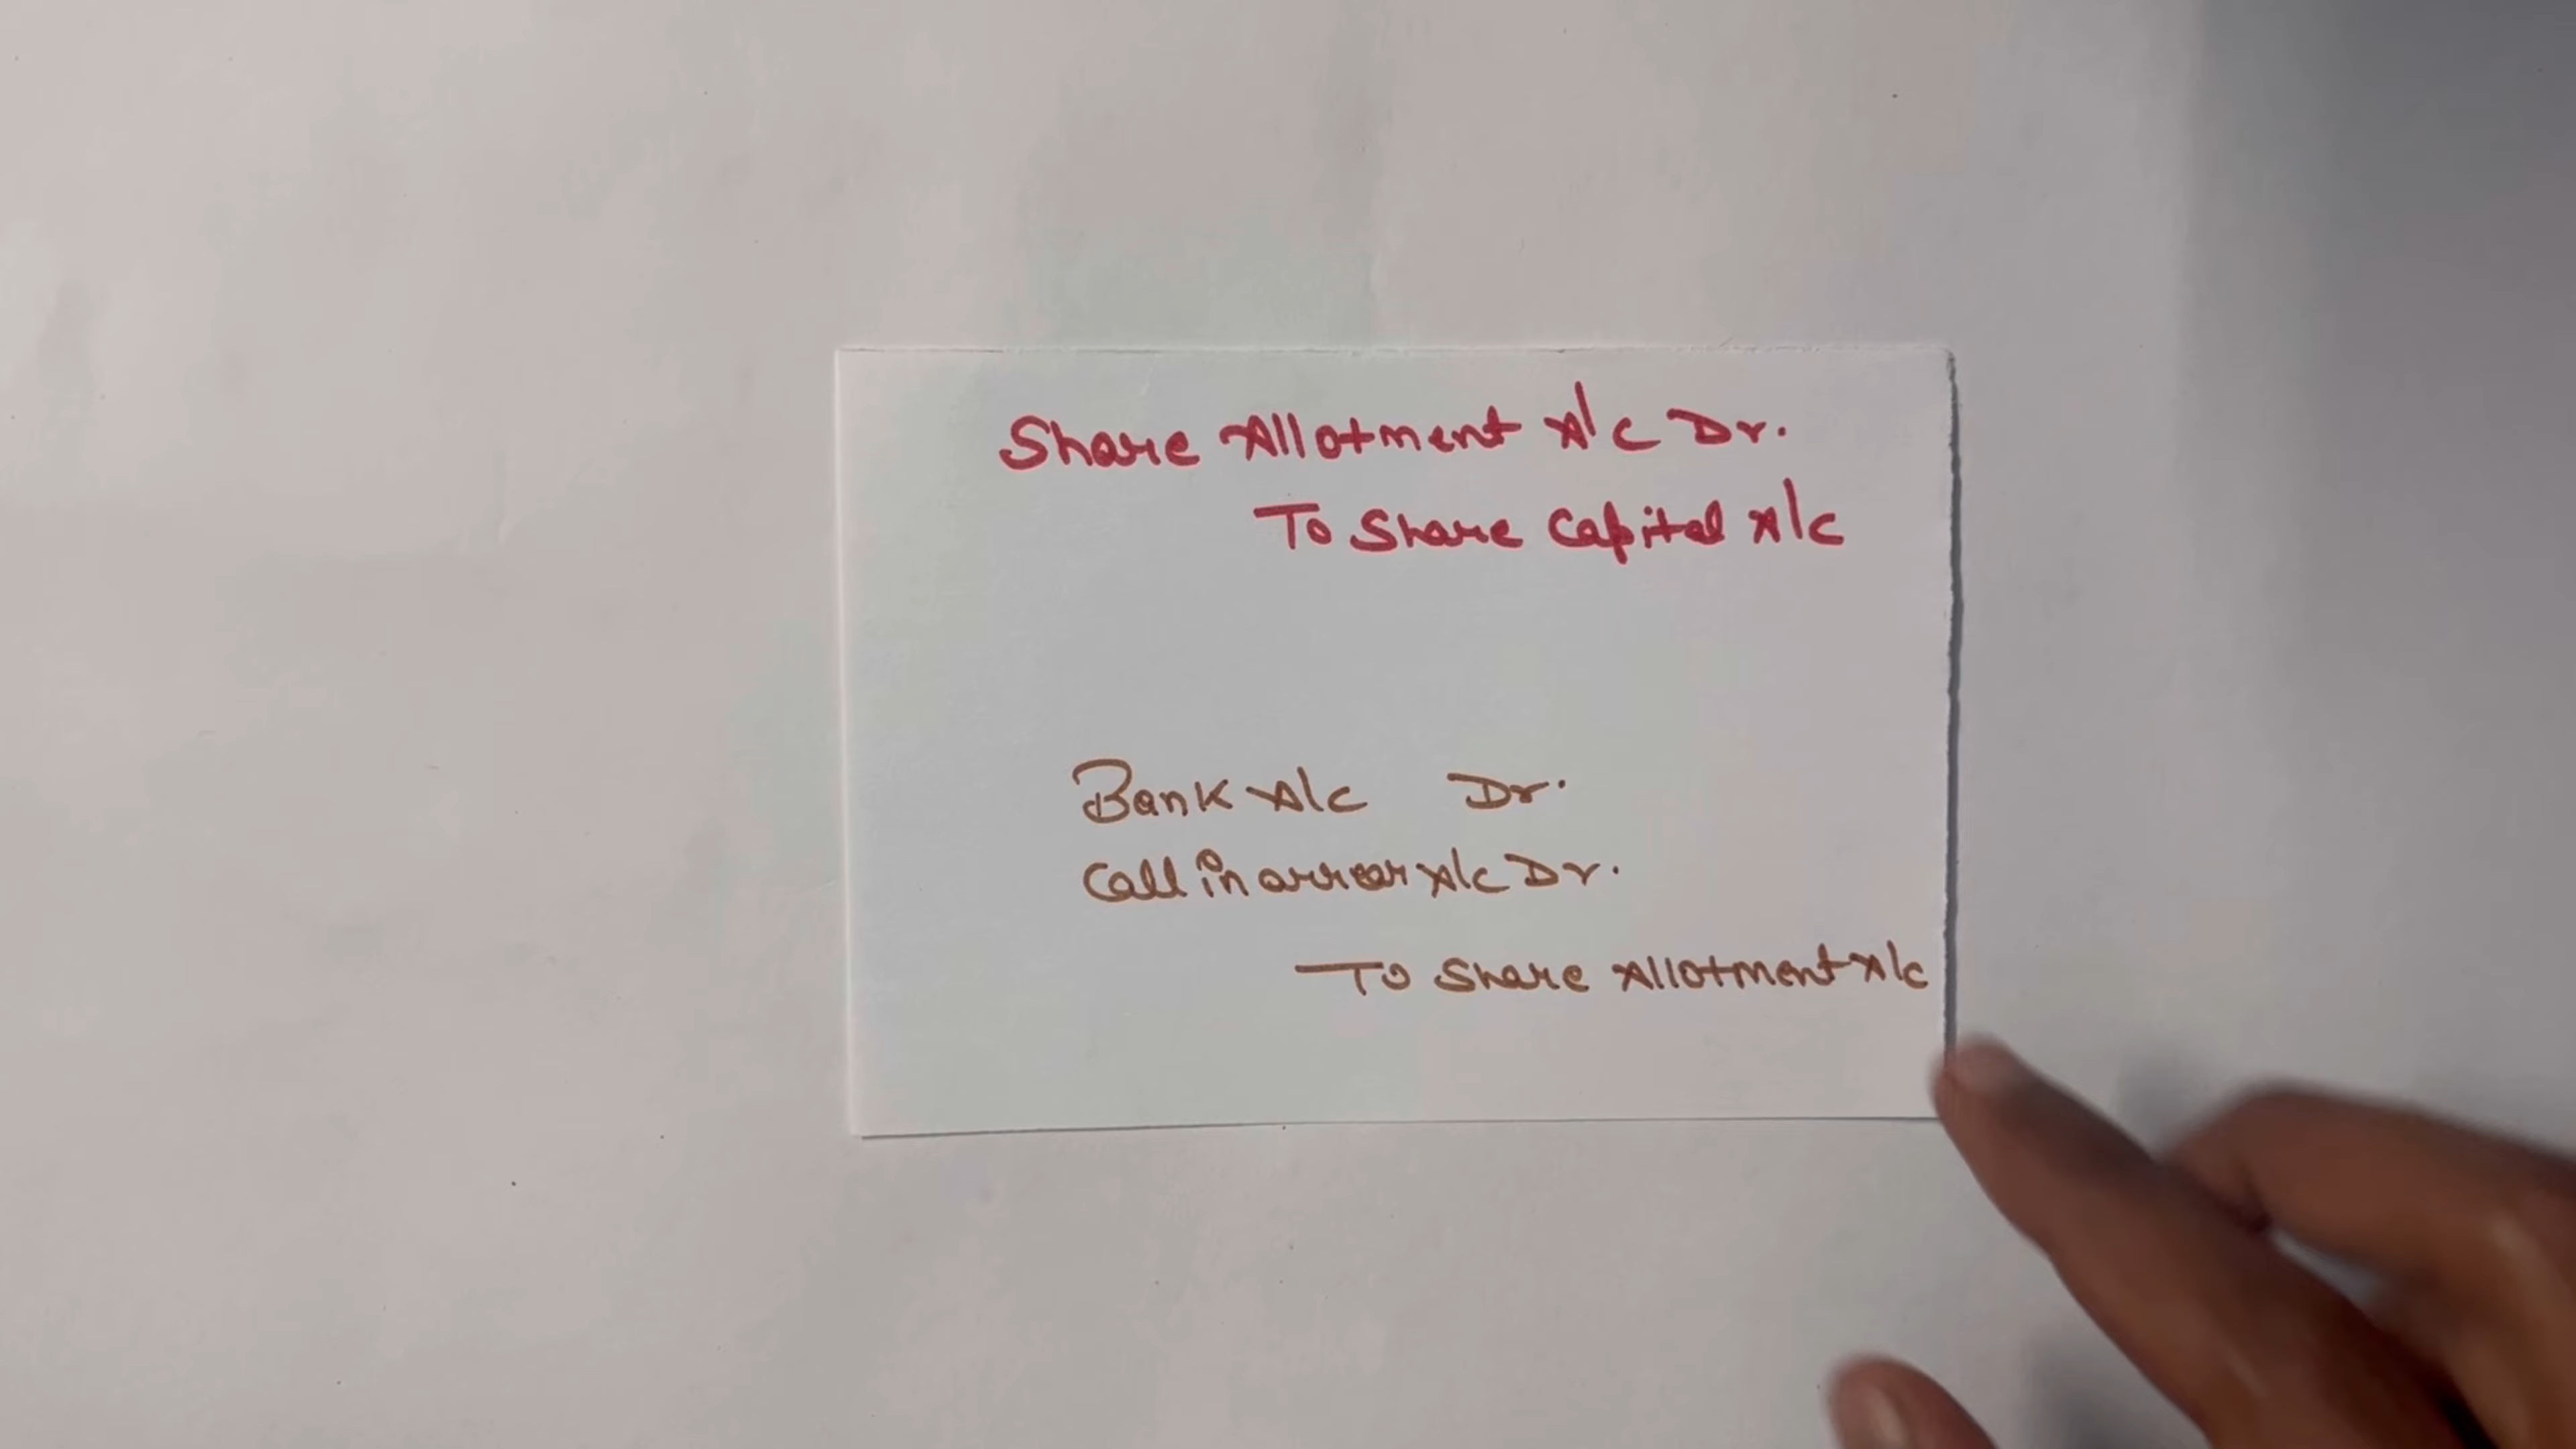 Share Allotment A/c Dr.
To Share Capital A/c
Bank A/c Dr.
Call in arrear A/c Dr.
To Share Allotment A/c